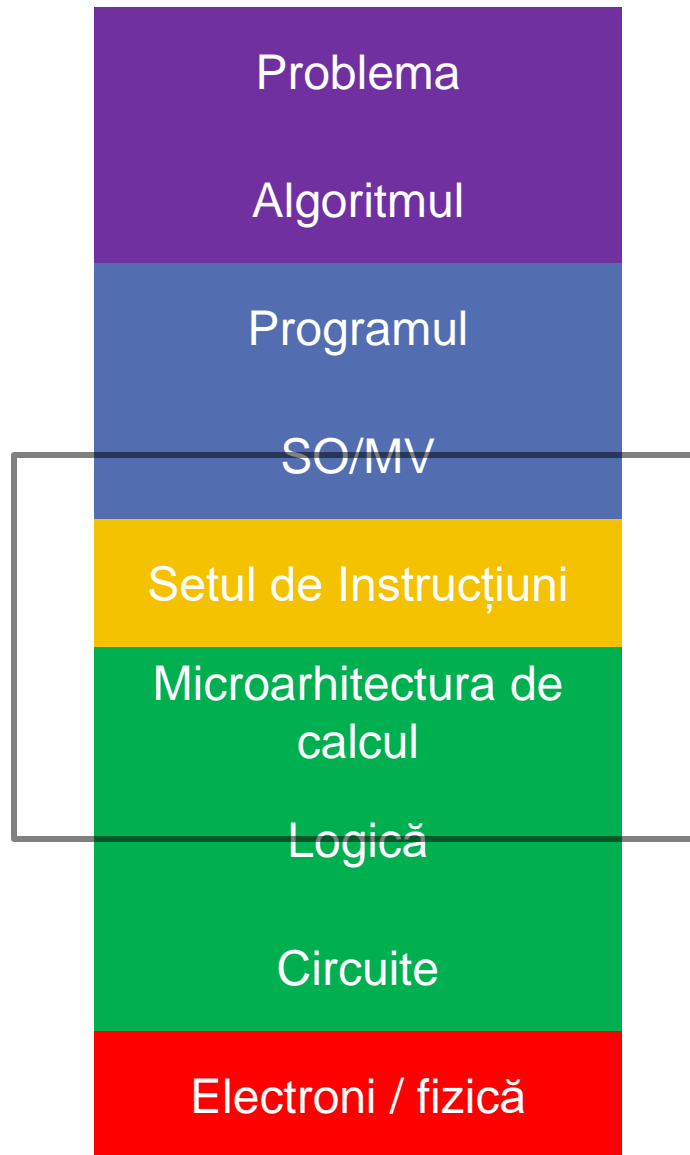 Problema
Algoritmul
Programul
SO/MV
Setul de Instrucțiuni
Microarhitectura de
calcul
Logică
Circuite
Electroni / fizică